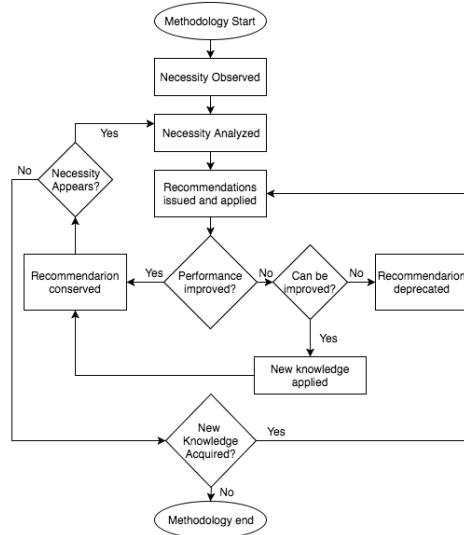 Methodology Start
Necessity Observed
Yes
Necessity Analyzed
No
Necessity
Appears?
Recommendations
issued and applied
Recommendarion
conserved
Yes
Performance
improved?
No
Can be
improved?
No
Recommendarion
deprecated
Yes
New knowledge
applied
New
Knowledge
Acquired?
Yes
No
Methodology end